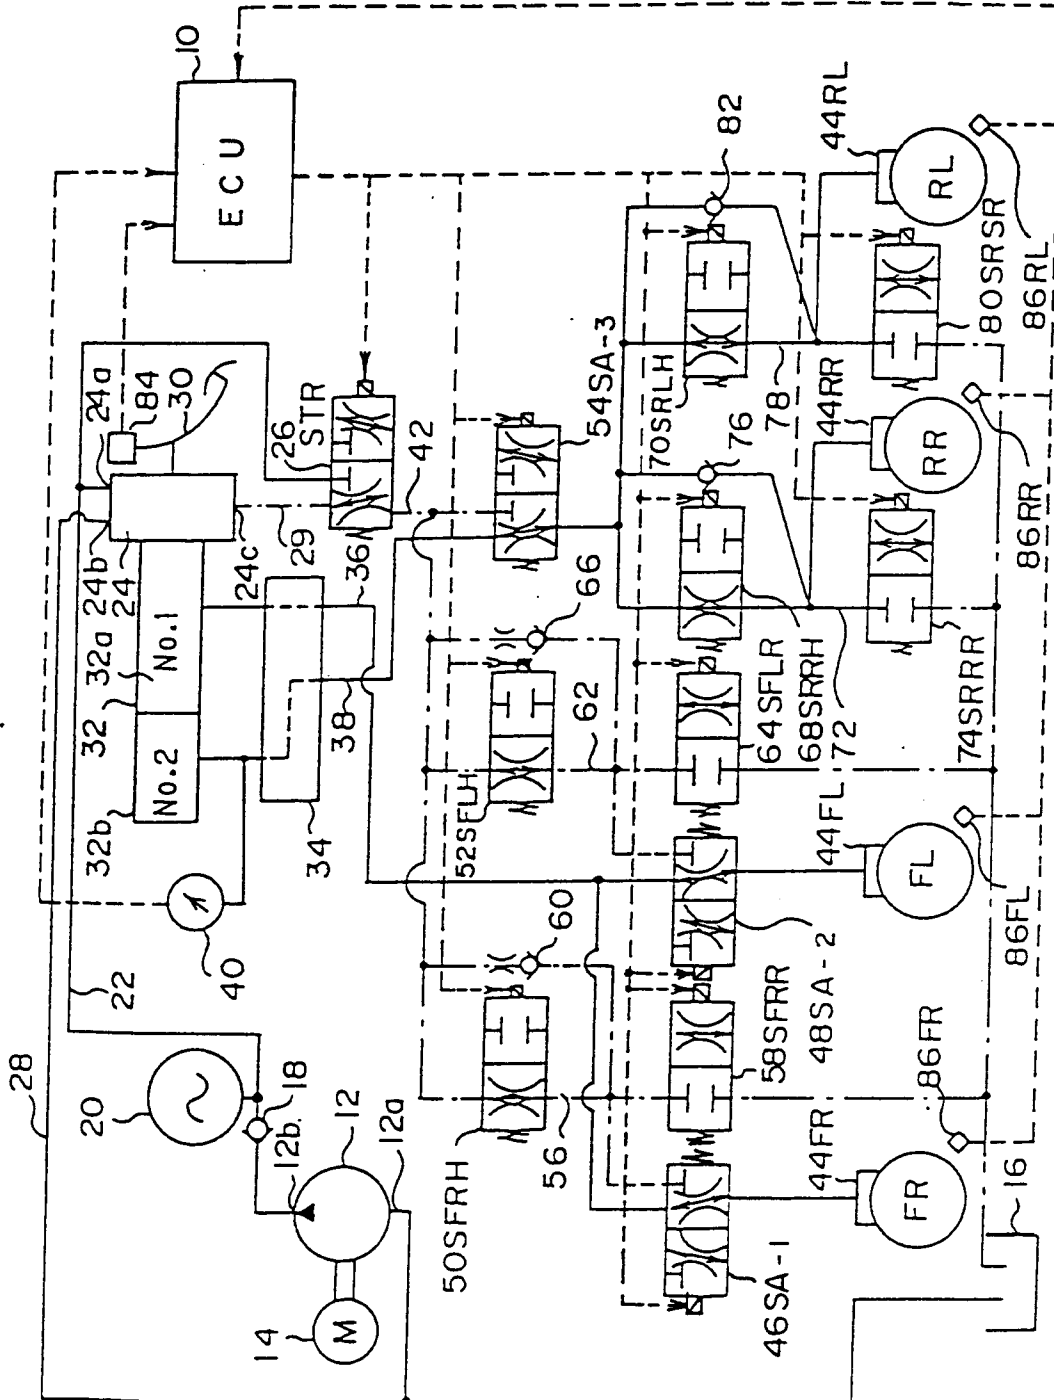 10
ECU
82
44RL
RL
86RL
80SRSR
24a
84
30
STR
26
42
54SA-3
70SRLH
78
44RR
RR
86RR
24b
24
24c
29
36
76
32
32a
No.1
66
38
62
64SFLR
68SRRH
72
74SRRR
32b
No.2
34
52SFLH
44FL
FL
86FL
40
22
60
58SFRR
48SA-2
86FR
28
20
18
12b
12
12a
50SFRH
56
44FR
FR
16
14
M
46SA-1